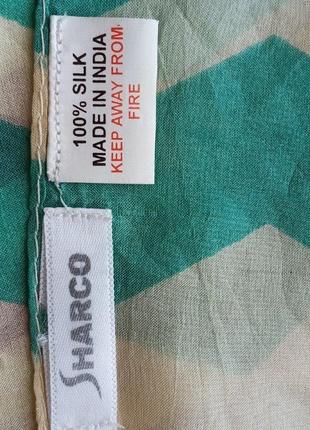 100% SILK
MADE IN INDIA
KEEP AWAY FROM
FIRE
SHARCO